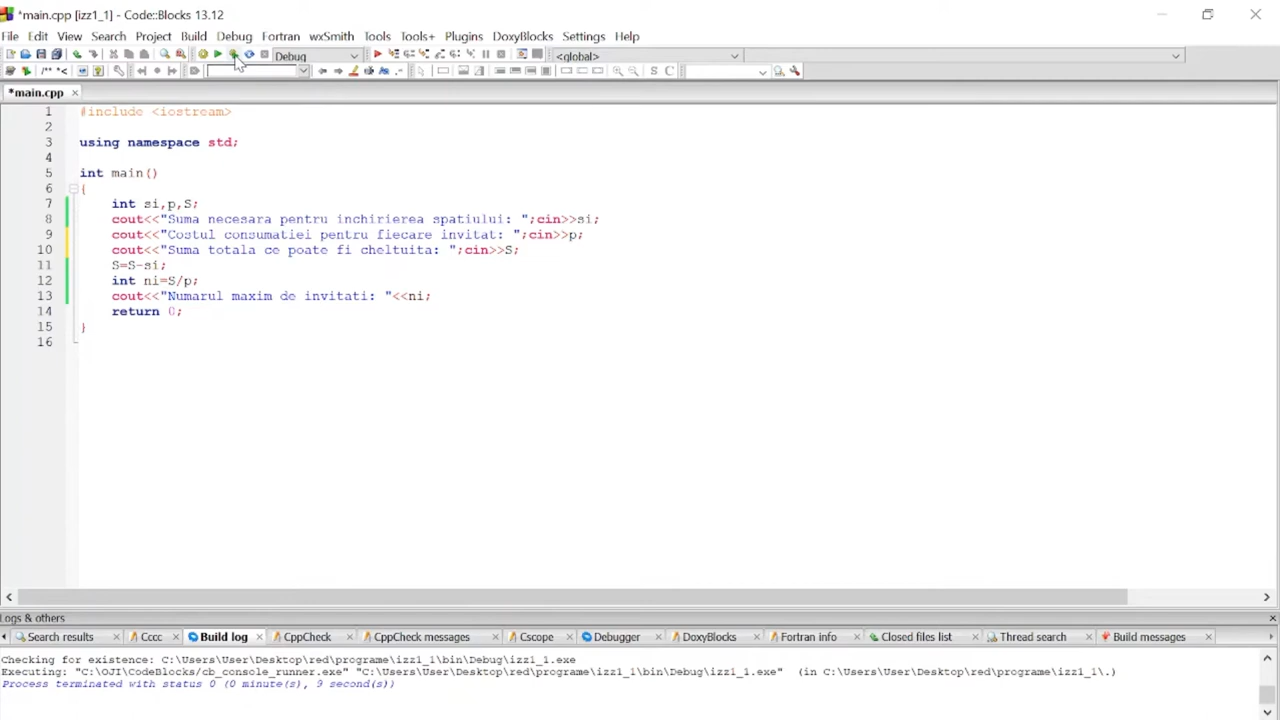 *main.cpp [izz1_1] - Code::Blocks 13.12
File Edit View Search Project Build Debug Fortran wxSmith Tools Tools+ Plugins DoxyBlocks Settings Help
Debug <global>
/** *< S C
*main.cpp
1 #include <iostream>
2
3 using namespace std;
4
5 int main()
6 {
7 int si,p,S;
8 cout<<"Suma necesara pentru inchirierea spatiului: ";cin>>si;
9 cout<<"Costul consumatiei pentru fiecare invitat: ";cin>>p;
10 cout<<"Suma totala ce poate fi cheltuita: ";cin>>S;
11 S=S-si;
12 int ni=S/p;
13 cout<<"Numarul maxim de invitati: "<<ni;
14 return 0;
15 }
16
Logs & others
Search results Cccc Build log CppCheck CppCheck messages Cscope Debugger DoxyBlocks Fortran info Closed files list Thread search Build messages
Checking for existence: C:\Users\User\Desktop\red\programe\izz1_1\bin\Debug\izz1_1.exe
Executing: "C:\OJI\CodeBlocks/cb_console_runner.exe" "C:\Users\User\Desktop\red\programe\izz1_1\bin\Debug\izz1_1.exe" (in C:\Users\User\Desktop\red\programe\izz1_1\.)
Process terminated with status 0 (0 minute(s), 9 second(s))